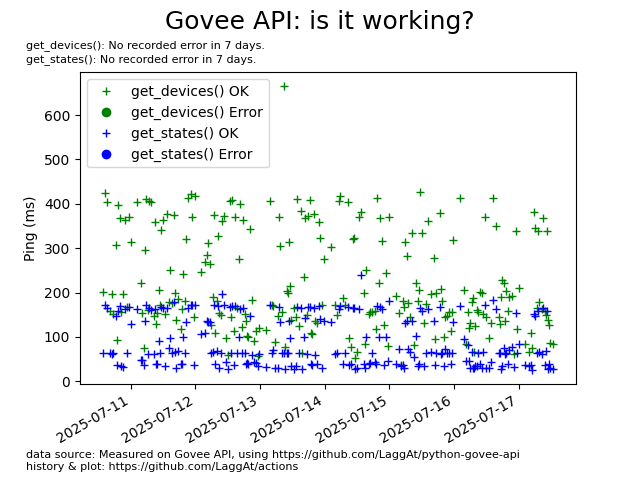 Govee API: is it working?
get_devices(): No recorded error in 7 days.
get_states(): No recorded error in 7 days.
get_devices() OK
get_devices() Error
get_states() OK
get_states() Error
Ping (ms)
600
500
400
300
200
100
0
2025-07-11
2025-07-12
2025-07-13
2025-07-14
2025-07-15
2025-07-16
2025-07-17
data source: Measured on Govee API, using https://github.com/LaggAt/python-govee-api
history & plot: https://github.com/LaggAt/actions